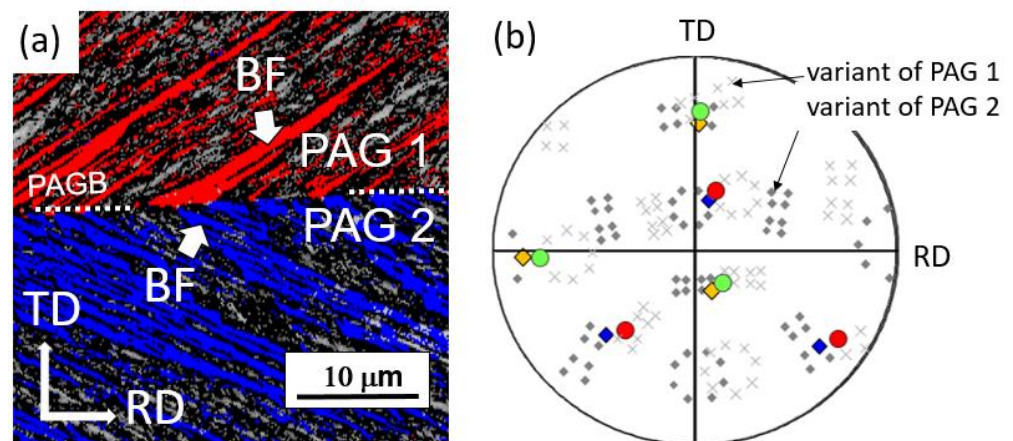 (a)
BF
PAG 1
PAGB
PAG 2
BF
TD
RD
10 μm
(b)
TD
variant of PAG 1
variant of PAG 2
RD